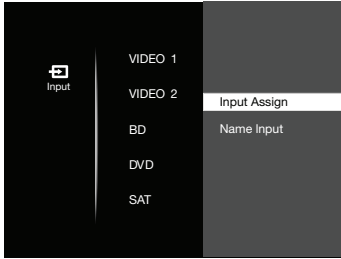 Input
VIDEO 1
VIDEO 2
BD
DVD
SAT
Input Assign
Name Input